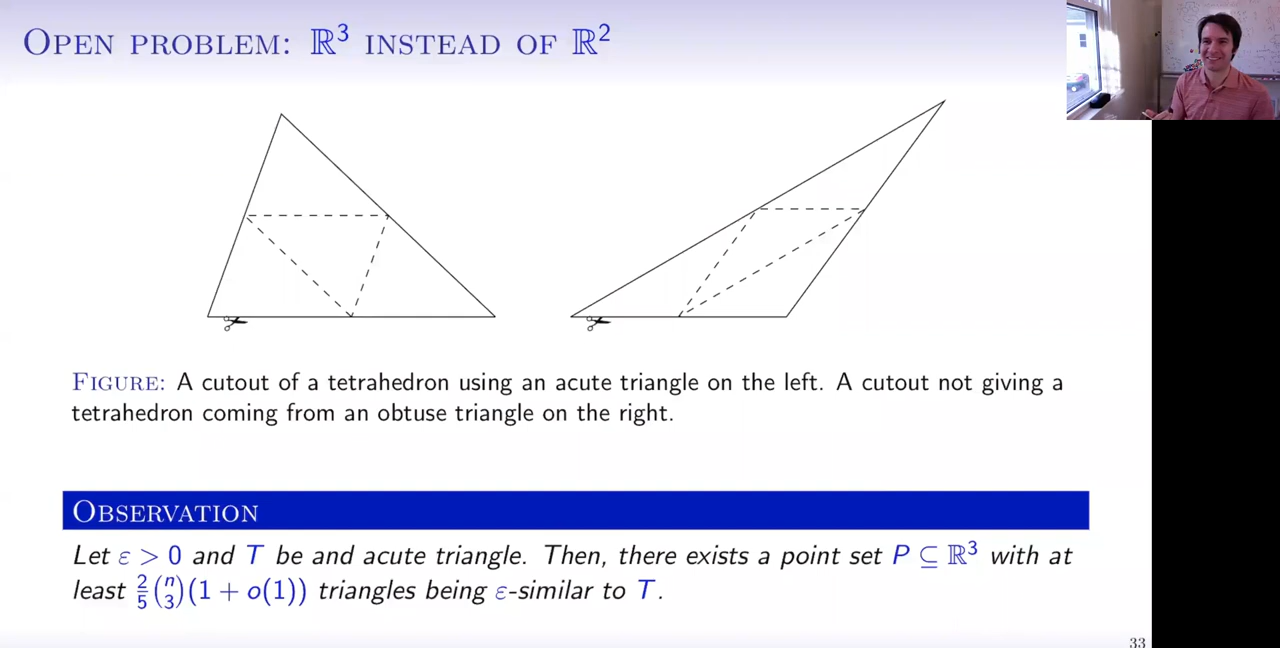 OPEN PROBLEM: ℝ³ INSTEAD OF ℝ²
FIGURE: A cutout of a tetrahedron using an acute triangle on the left. A cutout not giving a
tetrahedron coming from an obtuse triangle on the right.
OBSERVATION
Let ε > 0 and T be and acute triangle. Then, there exists a point set P ⊆ ℝ³ with at
least 2/5 (n 3)(1 + o(1)) triangles being ε-similar to T.
33